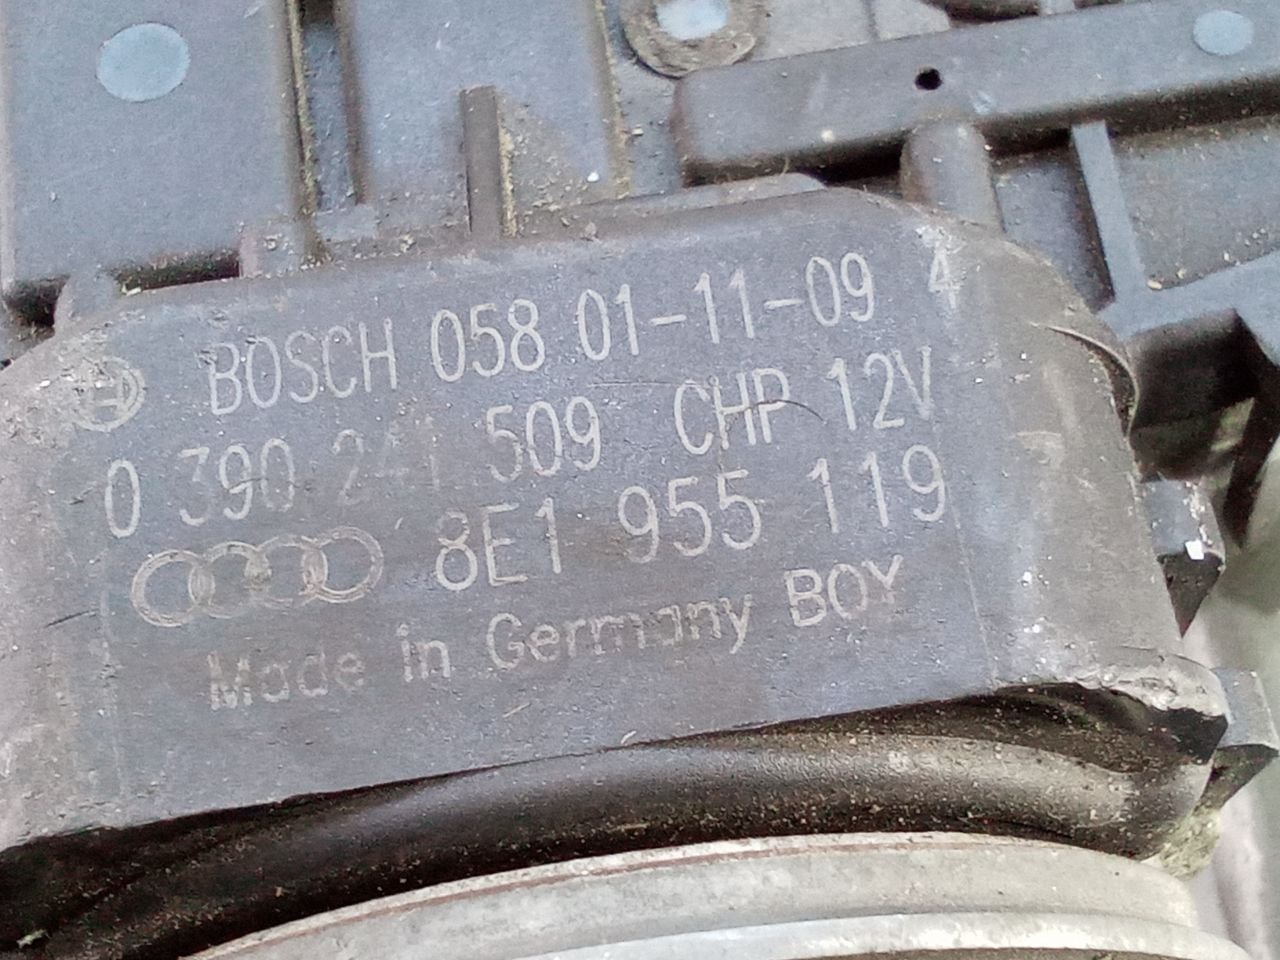 BOSCH 058 01-11-09 4
0 390 241 509 CHP 12V
8E1 955 119
Made in Germany BOY